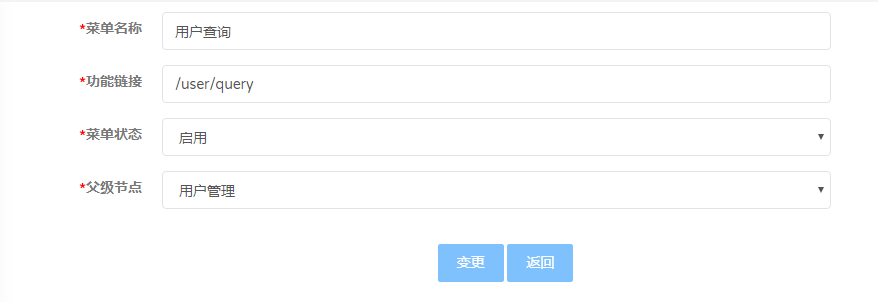 *菜单名称 用户查询
*功能链接 /user/query
*菜单状态 启用
*父级节点 用户管理
变更 返回